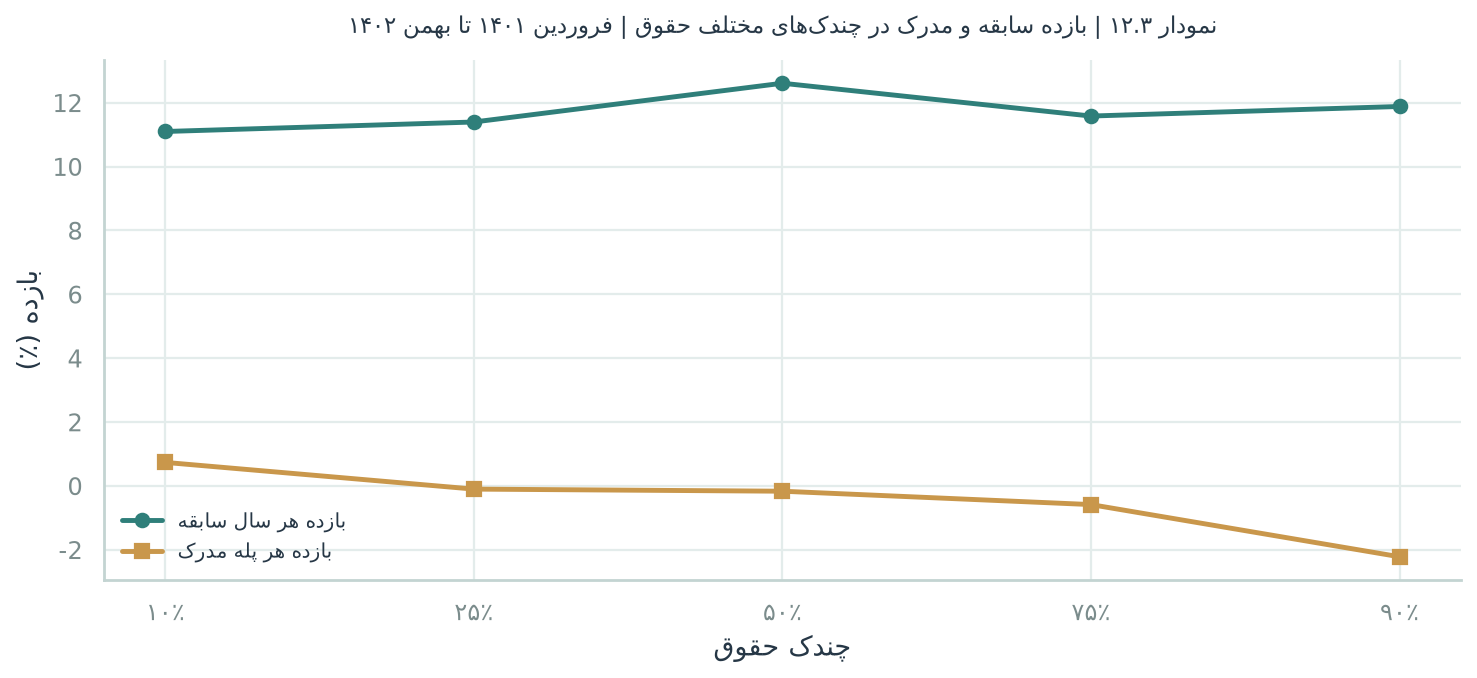 نمودار ۱۲.۳ | بازده سابقه و مدرک در چندک‌های مختلف حقوق | فروردین ۱۴۰۱ تا بهمن ۱۴۰۲
بازده (٪)
12
10
8
6
4
2
0
-2
بازده هر سال سابقه
بازده هر پله مدرک
۱۰٪
۲۵٪
۵۰٪
۷۵٪
۹۰٪
چندک حقوق